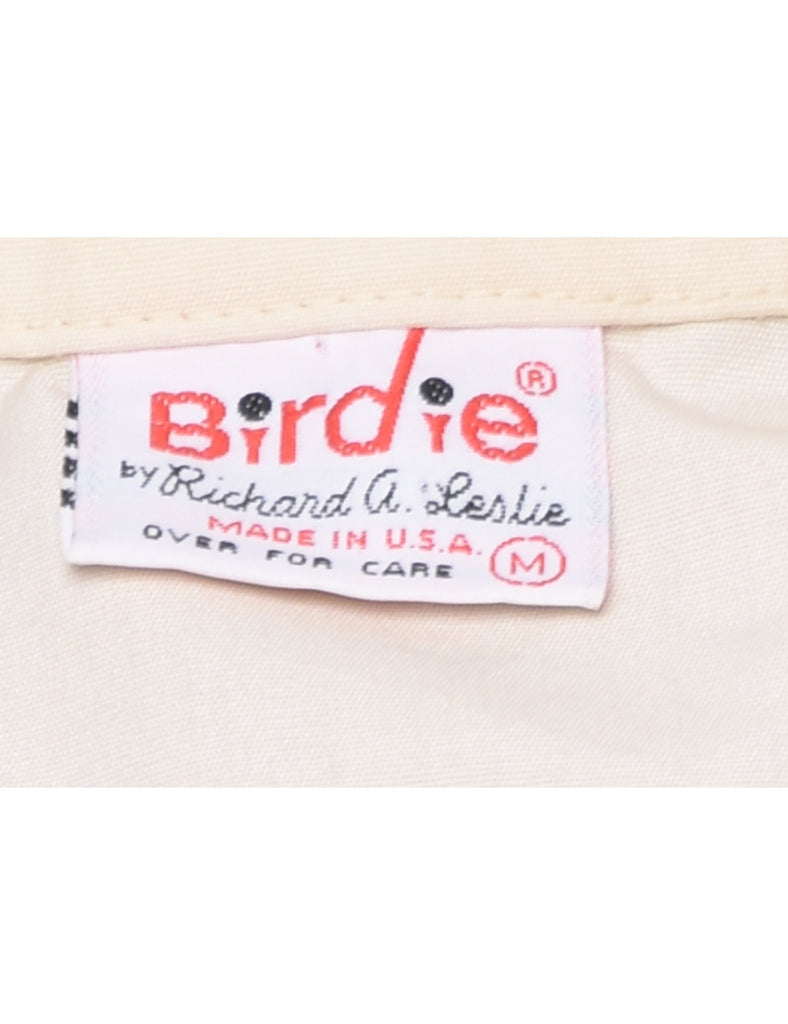 Birdie ®
by Richard A. Leslie
MADE IN U.S.A.
OVER FOR CARE
M